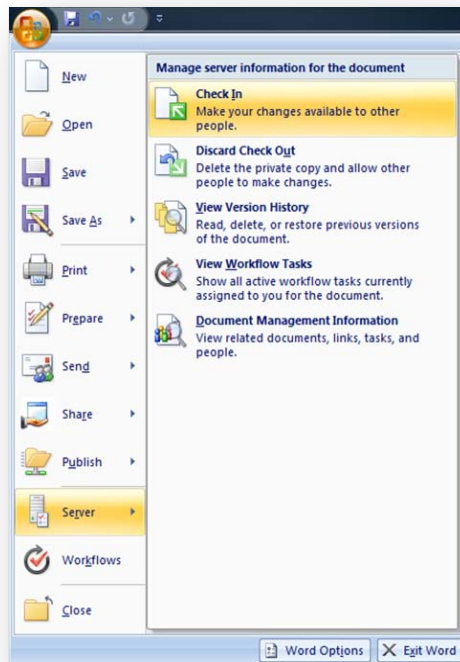 New
Open
Save
Save As
Print
Prepare
Send
Share
Publish
Server
Workflows
Close
Manage server information for the document
Check In
Make your changes available to other
people.
Discard Check Out
Delete the private copy and allow other
people to make changes.
View Version History
Read, delete, or restore previous versions
of the document.
View Workflow Tasks
Show all active workflow tasks currently
assigned to you for the document.
Document Management Information
View related documents, links, tasks, and
people.
Word Options
Exit Word